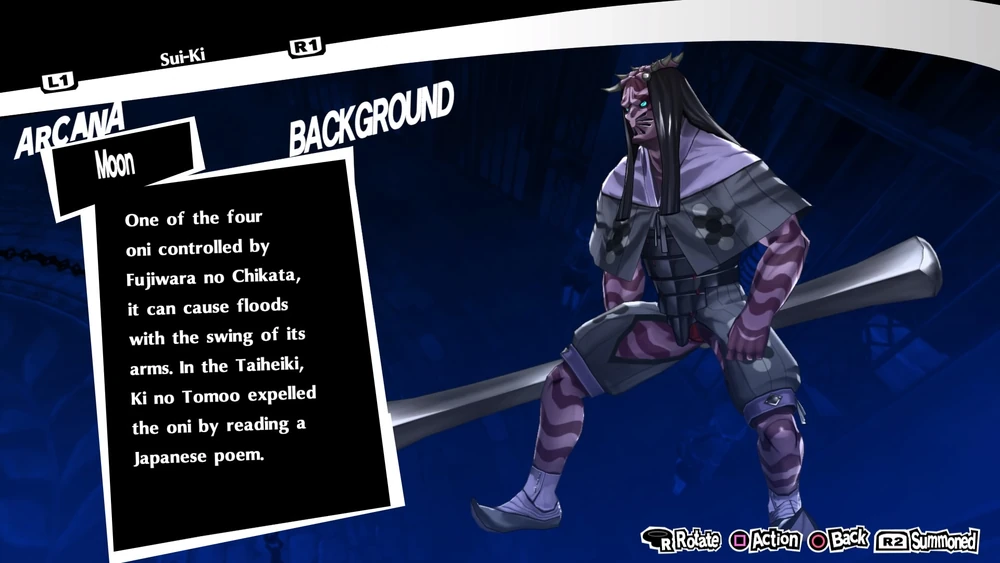 Sui-Ki
L1
R1
ARCANA
Moon
BACKGROUND
One of the four
oni controlled by
Fujiwara no Chikata,
it can cause floods
with the swing of its
arms. In the Taiheiki,
Ki no Tomoo expelled
the oni by reading a
Japanese poem.
R Rotate Action Back R2 Summoned